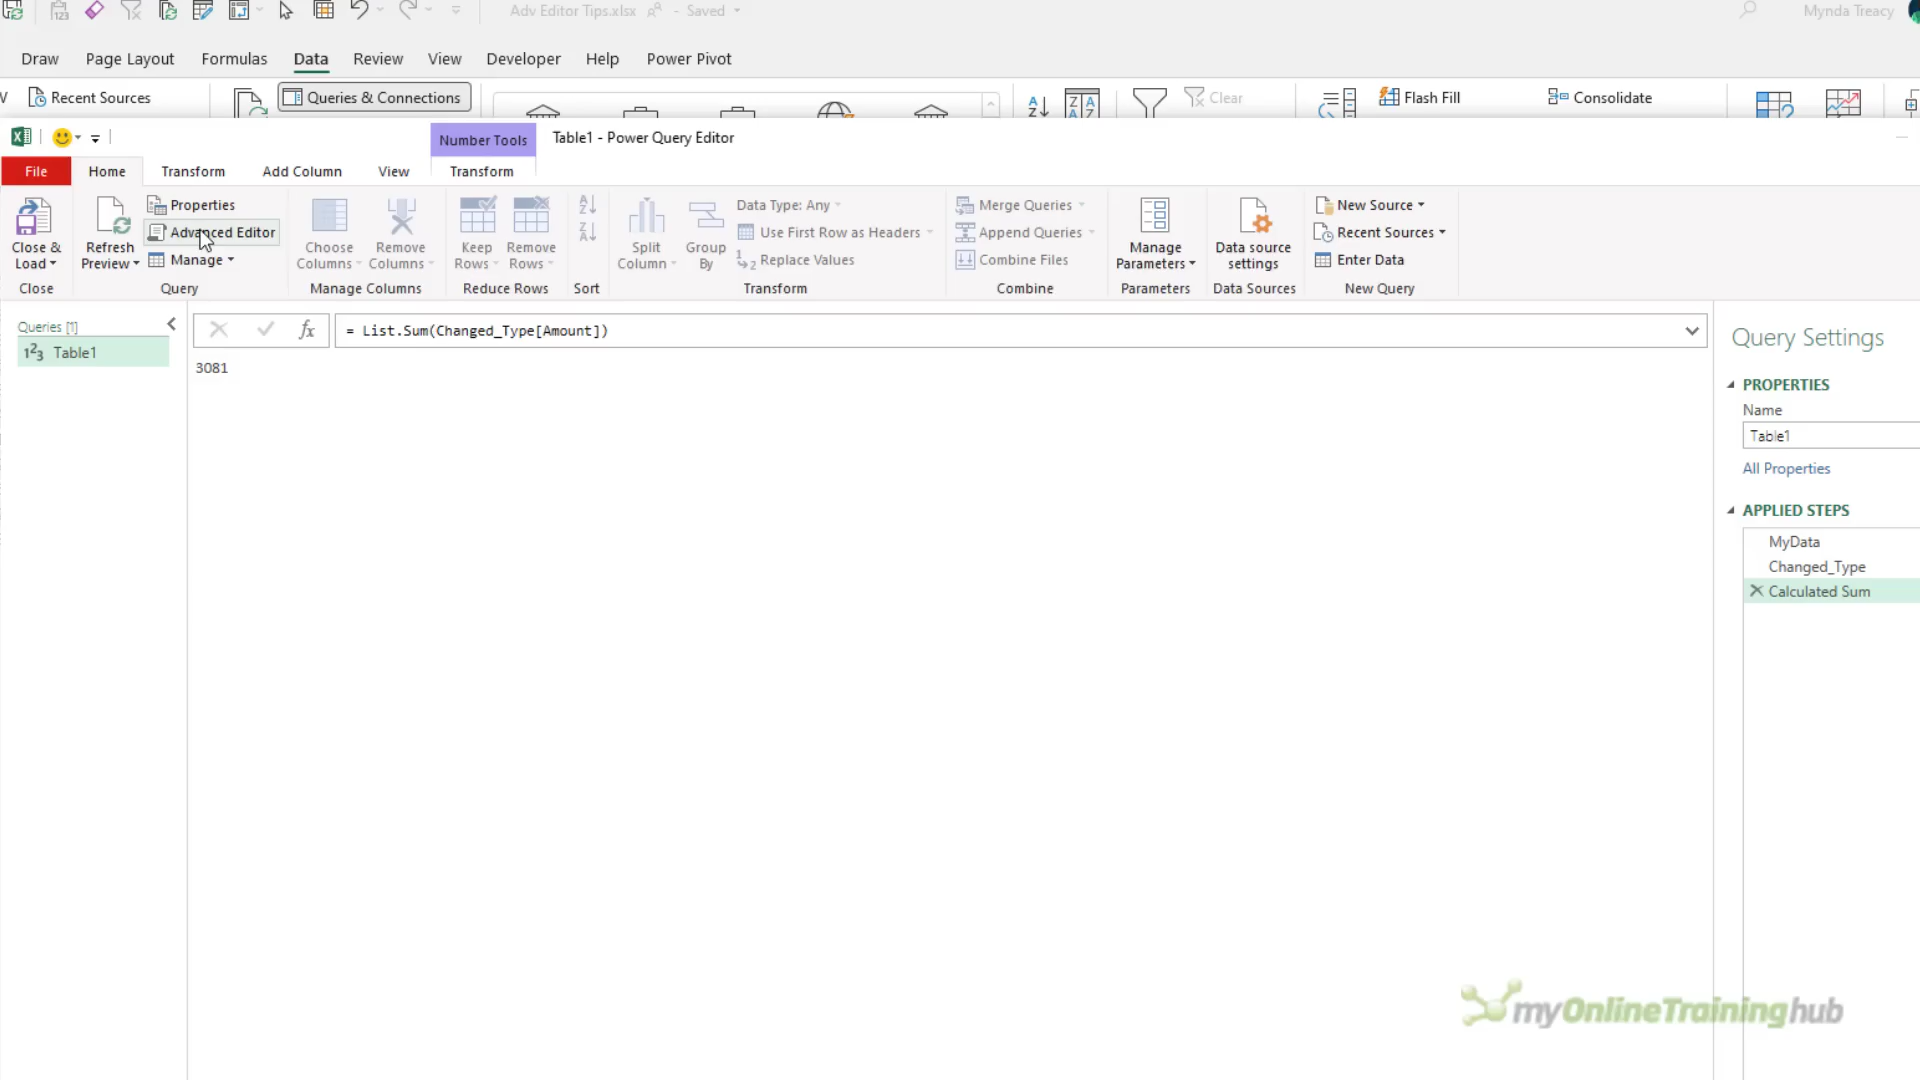 Adv Editor Tips.xlsx - Saved
Mynda Treacy
Draw Page Layout Formulas Data Review View Developer Help Power Pivot
Recent Sources Queries & Connections Clear Flash Fill Consolidate
Number Tools Table1 - Power Query Editor
File Home Transform Add Column View Transform
Close & Load
Refresh Preview
Properties
Advanced Editor
Manage
Choose Columns
Remove Columns
Keep Rows
Remove Rows
Split Column
Group By
Data Type: Any
Use First Row as Headers
Replace Values
Merge Queries
Append Queries
Combine Files
Manage Parameters
Data source settings
New Source
Recent Sources
Enter Data
Close Query Manage Columns Reduce Rows Sort Transform Combine Parameters Data Sources New Query
Queries [1]
123 Table1
fx = List.Sum(Changed_Type[Amount])
3081
Query Settings
PROPERTIES
Name
Table1
All Properties
APPLIED STEPS
MyData
Changed_Type
Calculated Sum
myOnlineTraininghub